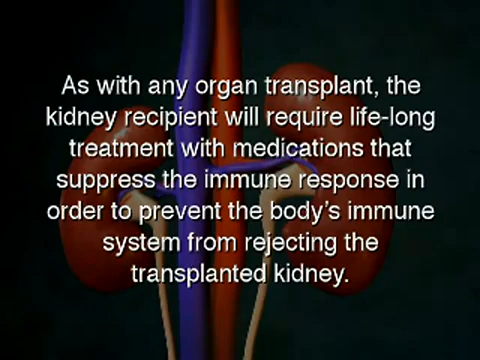 As with any organ transplant, the
kidney recipient will require life-long
treatment with medications that
suppress the immune response in
order to prevent the body's immune
system from rejecting the
transplanted kidney.